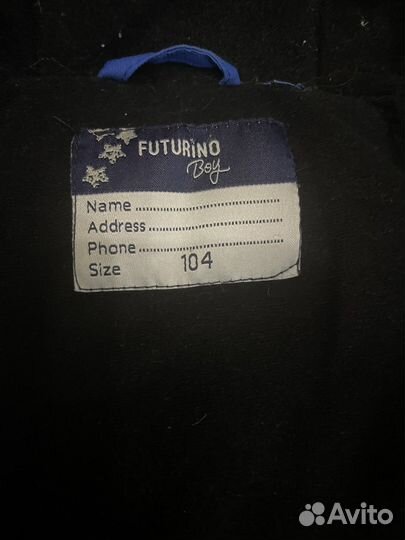 FUTURINO
Boy
Name
Address
Phone
Size 104
Avito